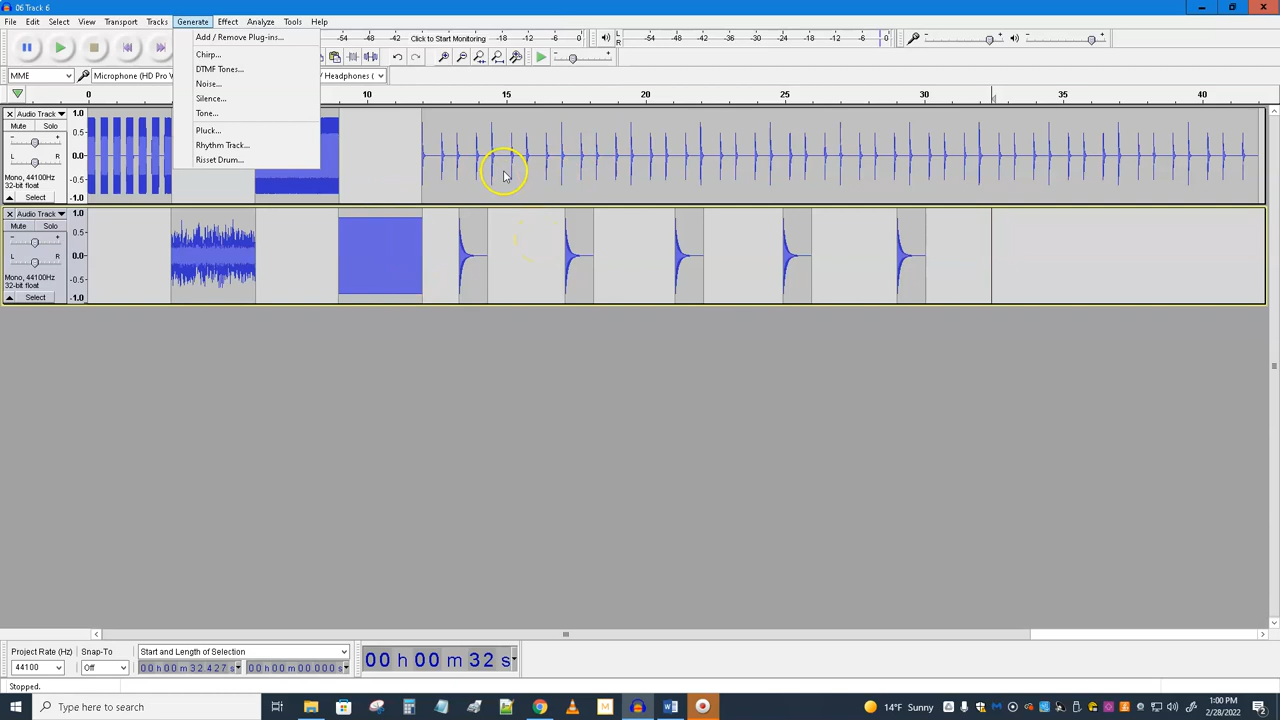 06 Track 6
File Edit Select View Transport Tracks Generate Effect Analyze Tools Help
Add / Remove Plug-ins...
Chirp...
DTMF Tones...
Noise...
Silence...
Tone...
Pluck...
Rhythm Track...
Risset Drum...
-54 -48 -42 Click to Start Monitoring -18 -12 -6 0
L
R
-54 -48 -42 -36 -30 -24 -18 -12 -6 0
MME
Microphone (HD Pro
/ Headphones (
0 10 15 20 25 30 35 40
Audio Track
Mute Solo
- +
L R
Mono, 44100Hz
32-bit float
Select
1.0
0.5
0.0
-0.5
-1.0
Audio Track
Mute Solo
- +
L R
Mono, 44100Hz
32-bit float
Select
1.0
0.5
0.0
-0.5
-1.0
Project Rate (Hz)
44100
Snap-To
Off
Start and Length of Selection
00 h 00 m 32.427 s
00 h 00 m 00.000 s
00 h 00 m 32 s
Stopped.
Type here to search
14°F Sunny
1:00 PM
2/28/2022